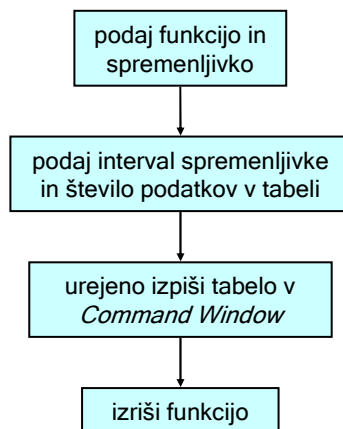 podaj funkcijo in
spremenljivko
podaj interval spremenljivke
in število podatkov v tabeli
urejeno izpiši tabelo v
Command Window
izriši funkcijo